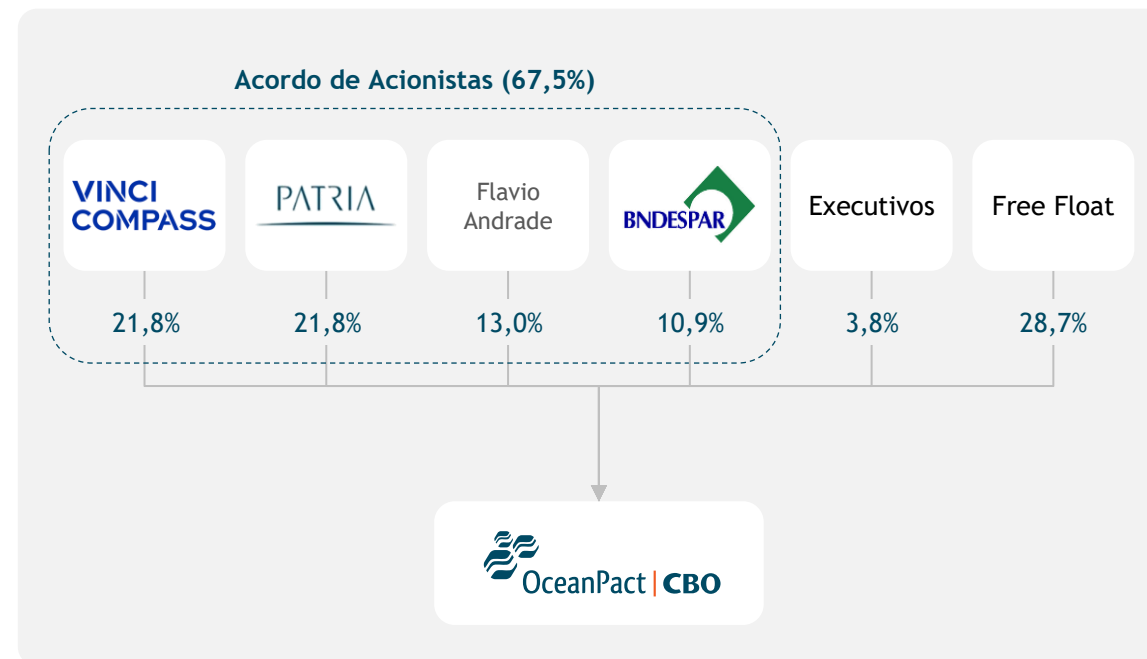 Acordo de Acionistas (67,5%)
VINCI
COMPASS
PATRIA
Flavio
Andrade
BNDESPAR
Executivos
Free Float
21,8%
21,8%
13,0%
10,9%
3,8%
28,7%
OceanPact | CBO